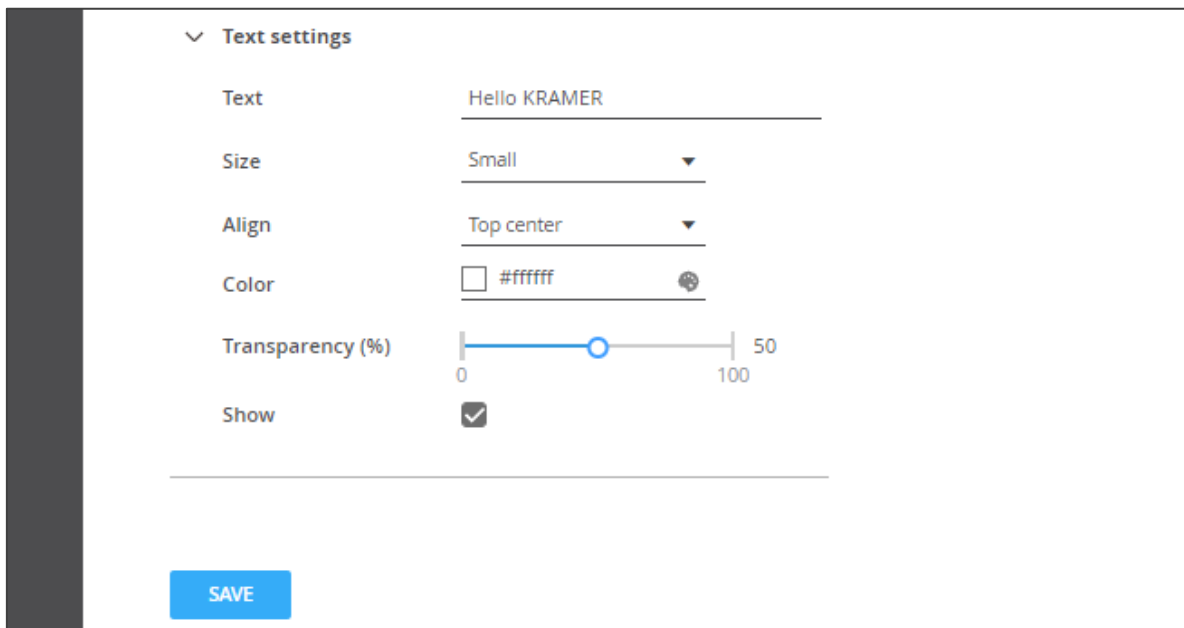 Text settings
Text Hello KRAMER
Size Small
Align Top center
Color #ffffff
Transparency (%) 50
0 100
Show
SAVE